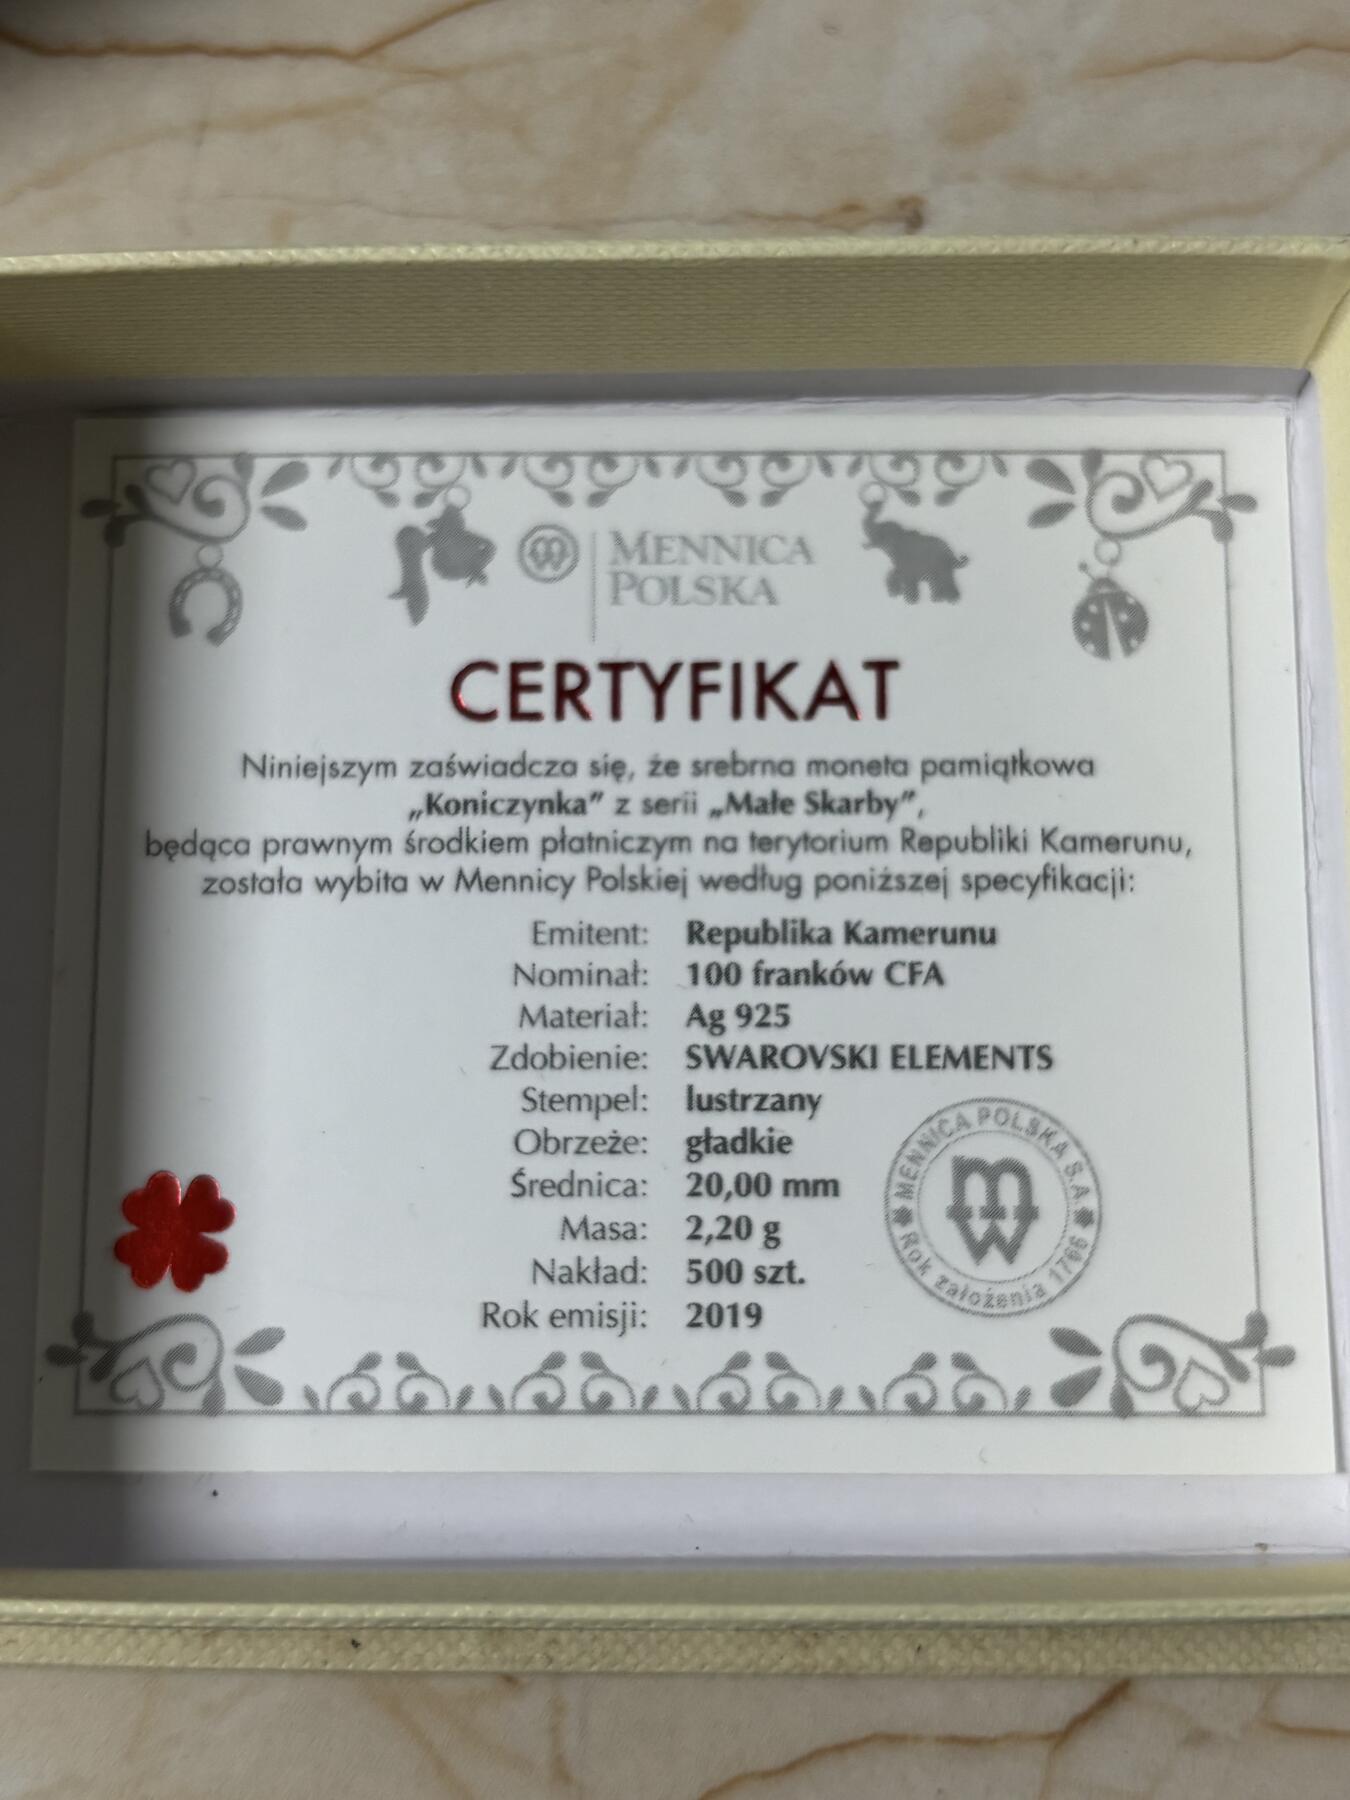 MENNICA
POLSKA
CERTYFIKAT
Niniejszym zaświadcza się, że srebrna moneta pamiątkowa
„Koniczynka” z serii „Małe Skarby”,
będąca prawnym środkiem płatniczym na terytorium Republiki Kamerunu,
została wybita w Mennicy Polskiej według poniższej specyfikacji:
Emitent: Republika Kamerunu
Nominał: 100 franków CFA
Materiał: Ag 925
Zdobienie: SWAROVSKI ELEMENTS
Stempel: lustrzany
Obrzeże: gładkie
Średnica: 20,00 mm
Masa: 2,20 g
Nakład: 500 szt.
Rok emisji: 2019
MENNICA POLSKA S.A.
Rok założenia 1766